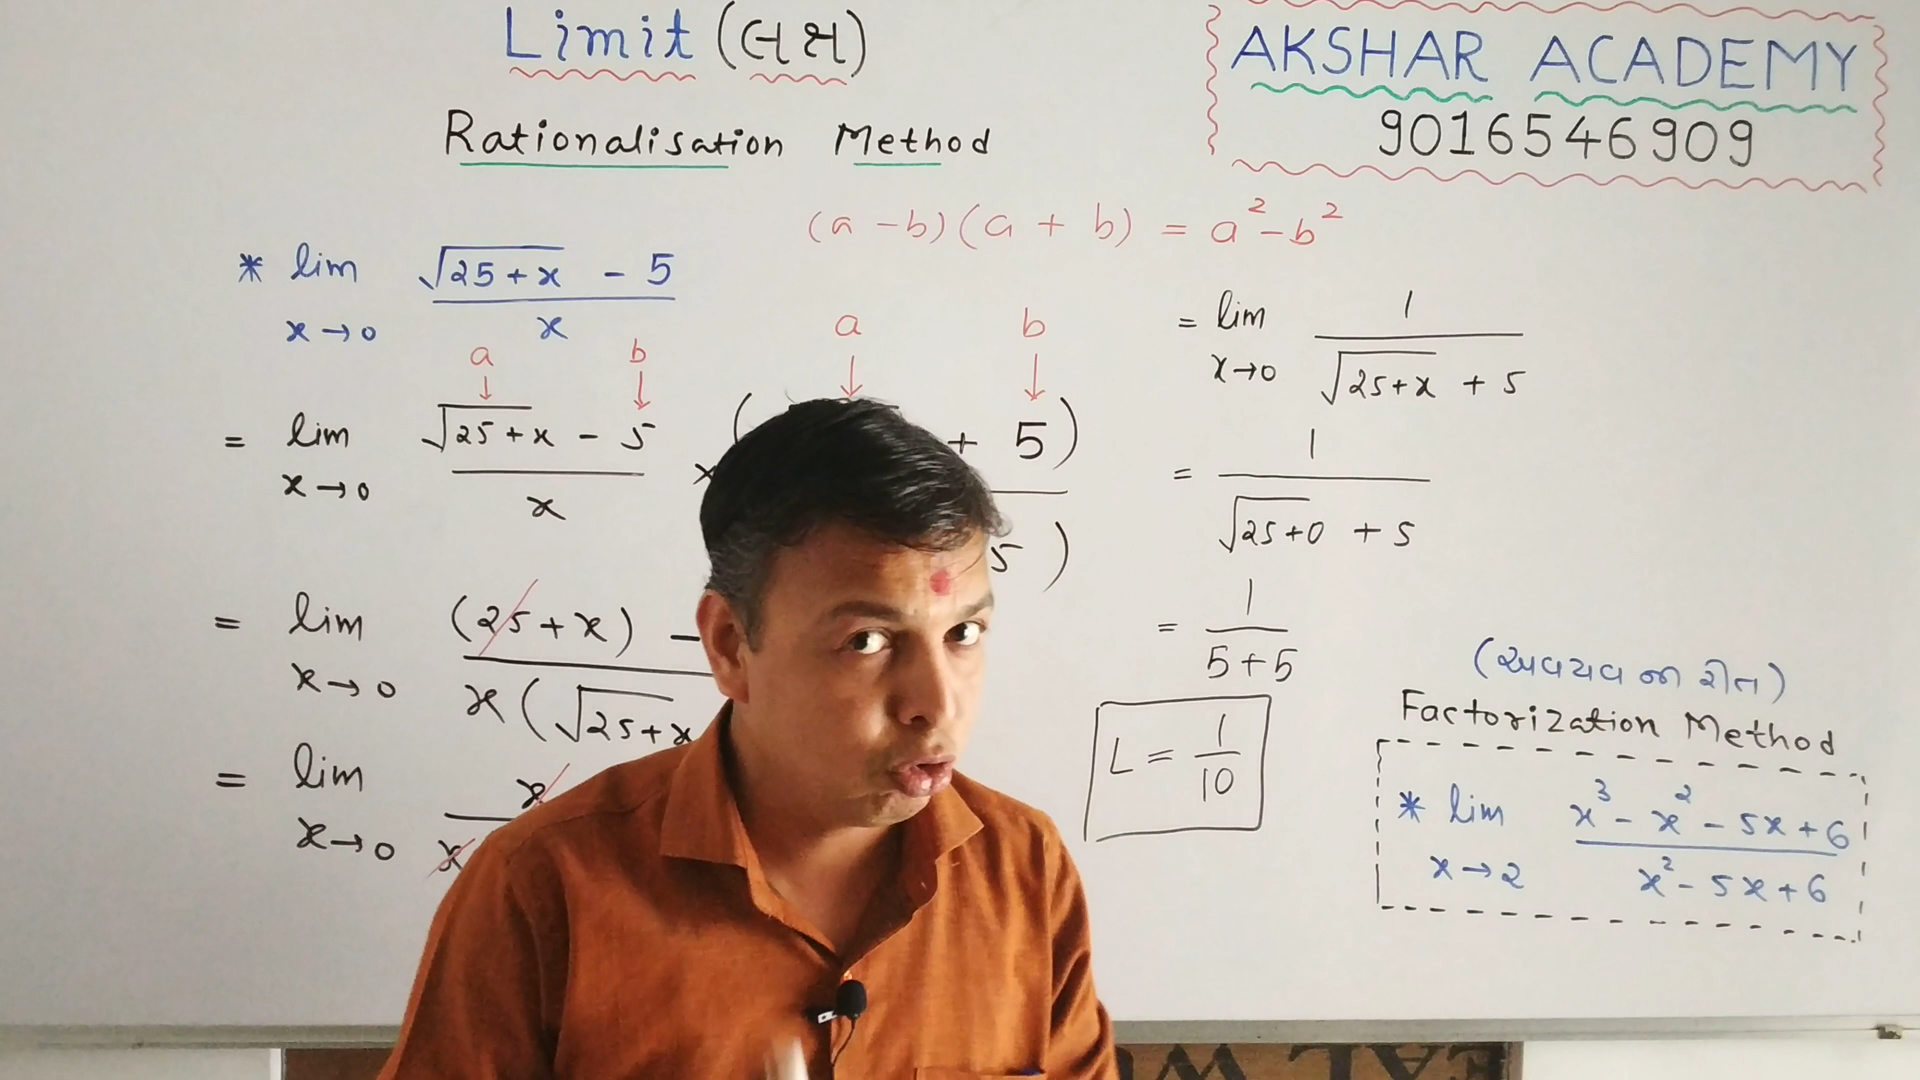 Limit (લક્ષ)
AKSHAR ACADEMY
9016546909
Rationalisation Method
(a - b) (a + b) = a² - b²
* lim x→0 (√25+x - 5) / x
a b
= lim x→0 (√25+x - 5) / x
a b
x ( + 5)
5 )
= lim x→0 (25+x) - / x (√25+x
= lim x→0 x / x
= lim x→0 1 / √25+x + 5
= 1 / √25+0 + 5
= 1 / 5+5
L = 1/10
(અવયવ ની રીત)
Factorization Method
* lim x→2 x³ - x² - 5x + 6 / x² - 5x + 6